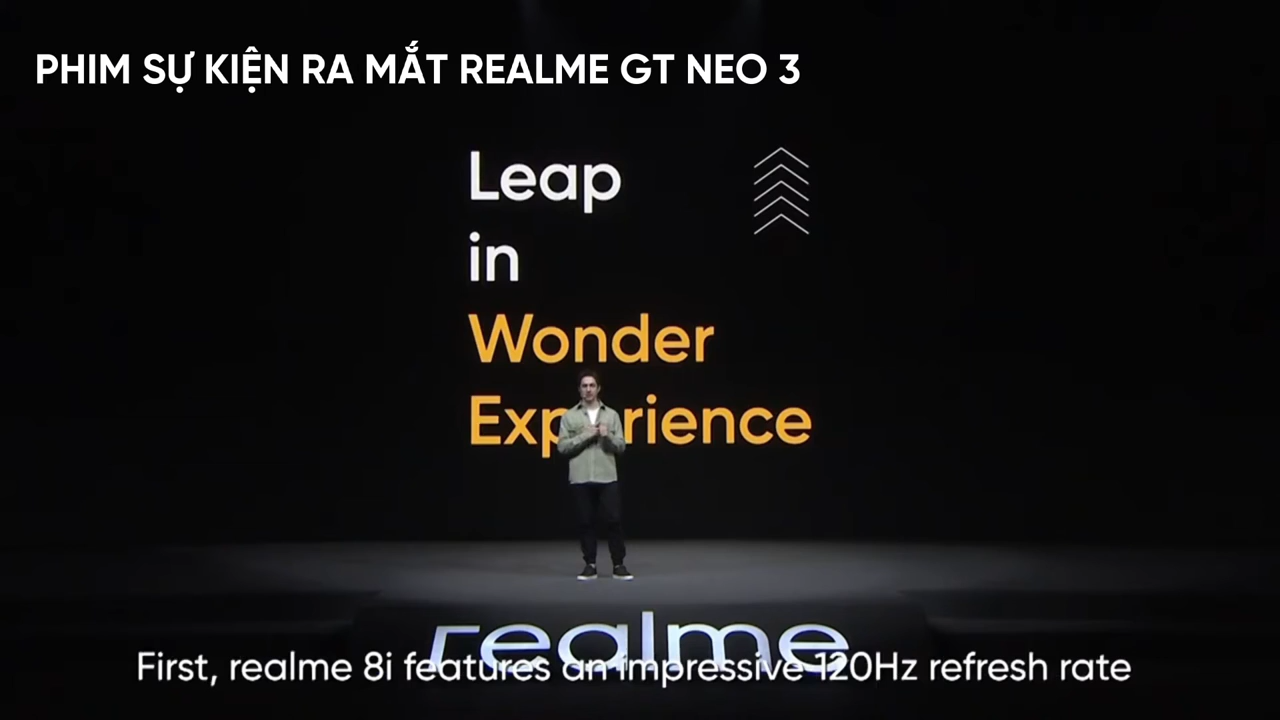 PHIM SỰ KIỆN RA MẮT REALME GT NEO 3
Leap
in
Wonder
Experience
realme
First, realme 8i features an impressive 120Hz refresh rate